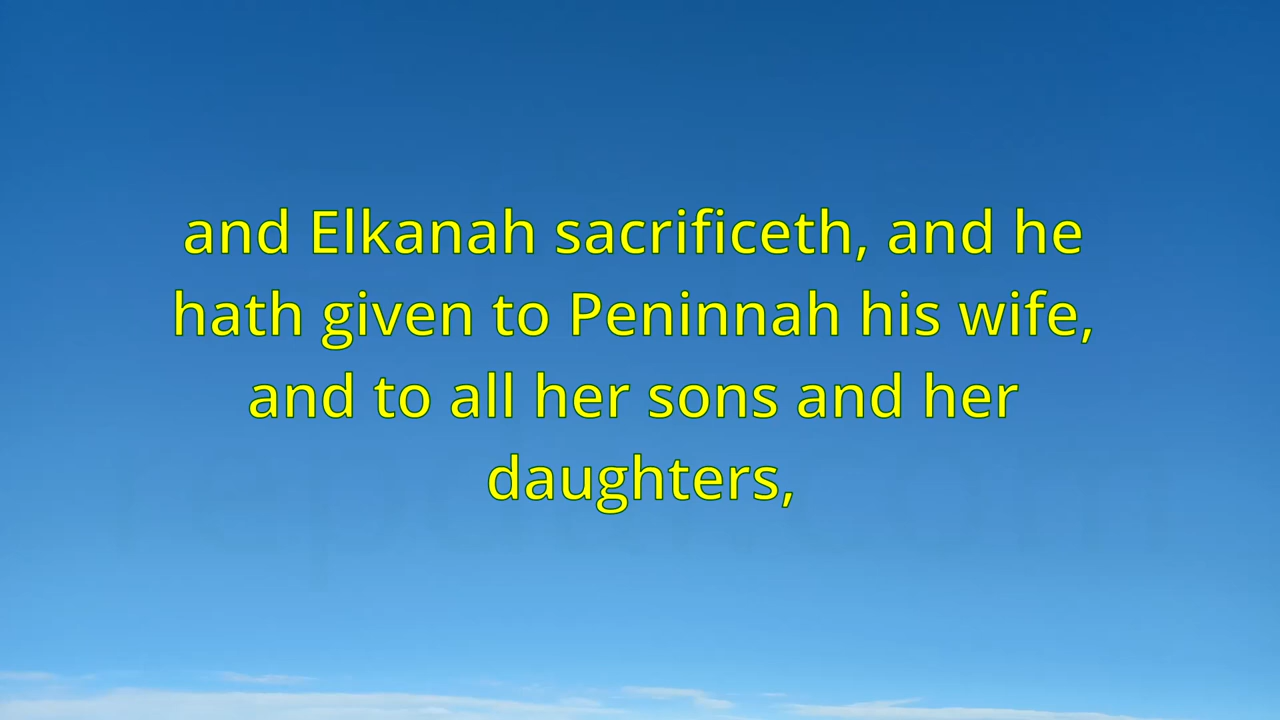 and Elkanah sacrificeth, and he
hath given to Peninnah his wife,
and to all her sons and her
daughters,